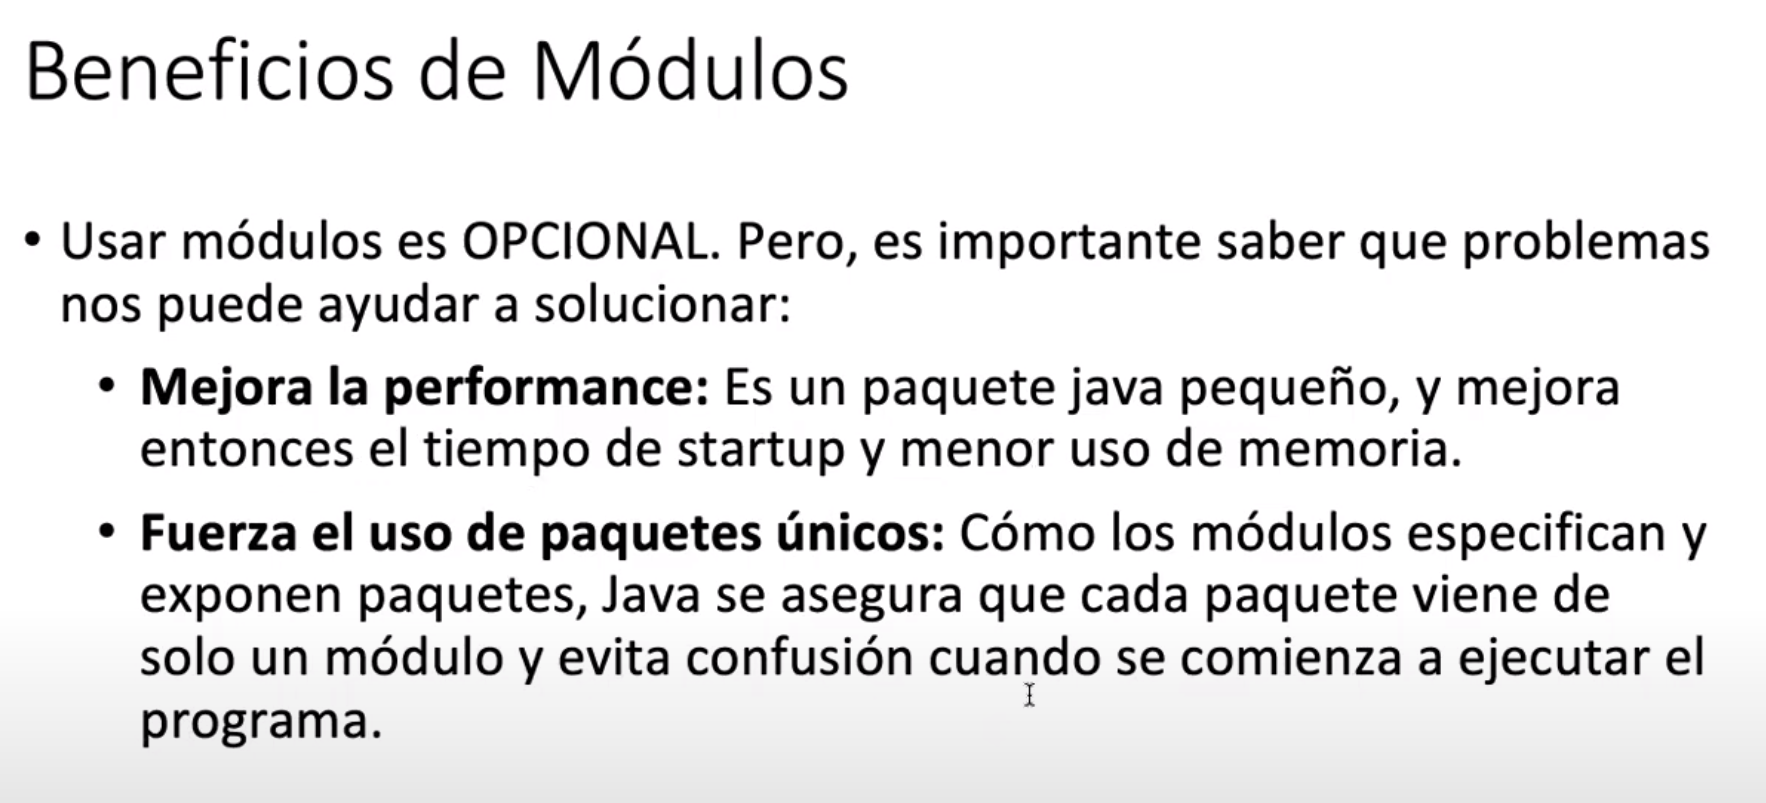 Beneficios de Módulos
• Usar módulos es OPCIONAL. Pero, es importante saber que problemas
nos puede ayudar a solucionar:
• Mejora la performance: Es un paquete java pequeño, y mejora
entonces el tiempo de startup y menor uso de memoria.
• Fuerza el uso de paquetes únicos: Cómo los módulos especifican y
exponen paquetes, Java se asegura que cada paquete viene de
solo un módulo y evita confusión cuando se comienza a ejecutar el
programa.